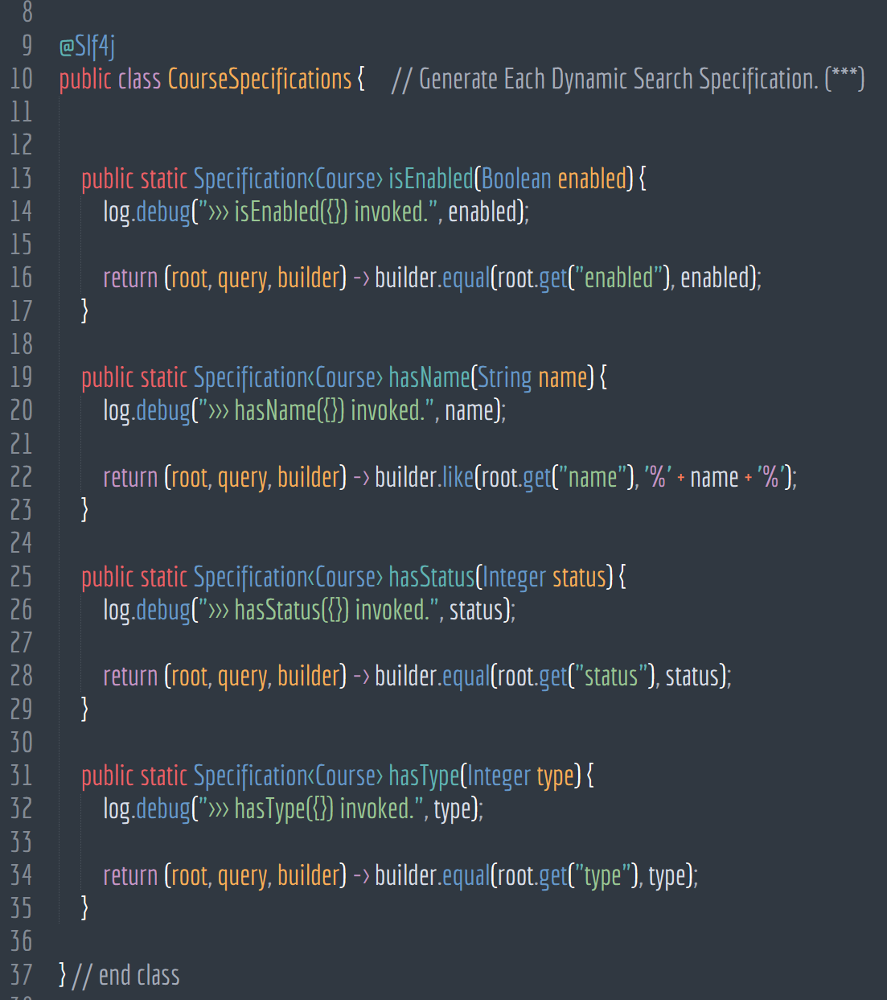 8
9 @Slf4j
10 public class CourseSpecifications { // Generate Each Dynamic Search Specification. (***)
11
12
13 public static Specification<Course> isEnabled(Boolean enabled) {
14 log.debug(">>> isEnabled({}) invoked.", enabled);
15
16 return (root, query, builder) -> builder.equal(root.get("enabled"), enabled);
17 }
18
19 public static Specification<Course> hasName(String name) {
20 log.debug(">>> hasName({}) invoked.", name);
21
22 return (root, query, builder) -> builder.like(root.get("name"), '%' + name + '%');
23 }
24
25 public static Specification<Course> hasStatus(Integer status) {
26 log.debug(">>> hasStatus({}) invoked.", status);
27
28 return (root, query, builder) -> builder.equal(root.get("status"), status);
29 }
30
31 public static Specification<Course> hasType(Integer type) {
32 log.debug(">>> hasType({}) invoked.", type);
33
34 return (root, query, builder) -> builder.equal(root.get("type"), type);
35 }
36
37 } // end class